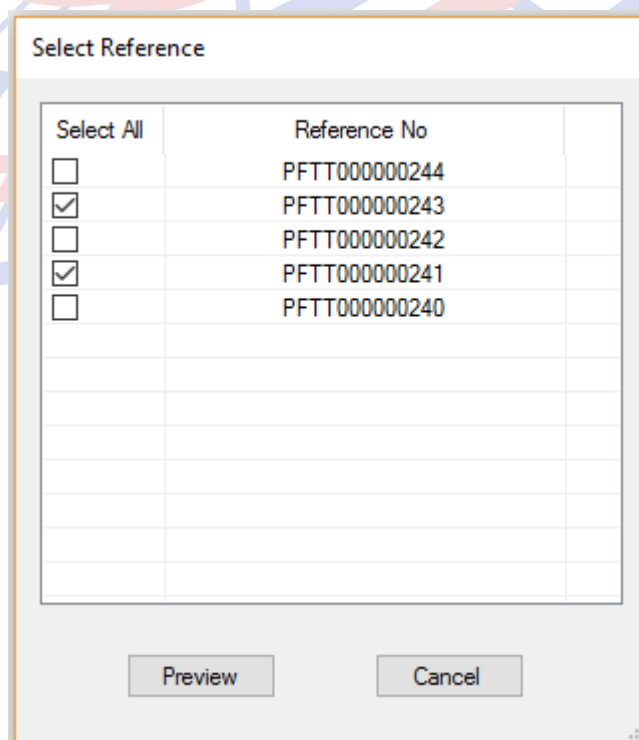 Select Reference
Select All Reference No
PFTT000000244
PFTT000000243
PFTT000000242
PFTT000000241
PFTT000000240
Preview Cancel